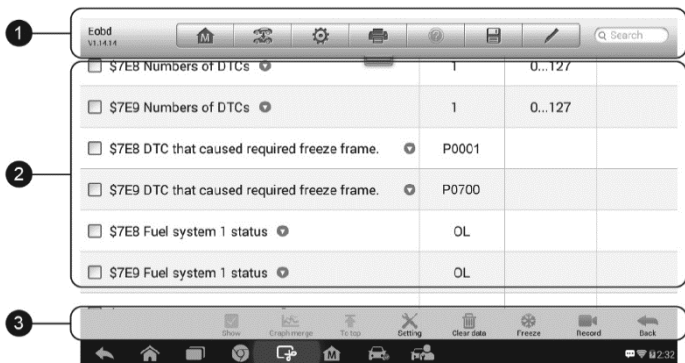 1
Eobd
V1.14.14
M
Search
2
$7E8 Numbers of DTCs 1 0...127
$7E9 Numbers of DTCs 1 0...127
$7E8 DTC that caused required freeze frame. P0001
$7E9 DTC that caused required freeze frame. P0700
$7E8 Fuel system 1 status OL
$7E9 Fuel system 1 status OL
3
Show Graph merge To top Setting Clear data Freeze Record Back
M
2:32